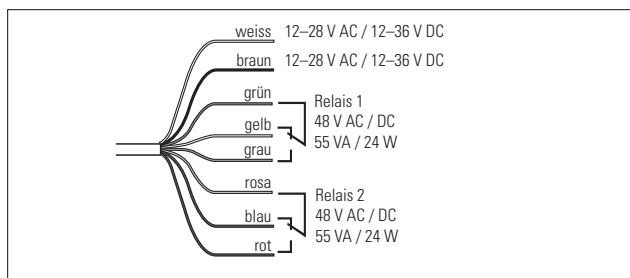 weiss 12–28 V AC / 12–36 V DC
braun 12–28 V AC / 12–36 V DC
grün
gelb
grau
Relais 1
48 V AC / DC
55 VA / 24 W
rosa
blau
rot
Relais 2
48 V AC / DC
55 VA / 24 W